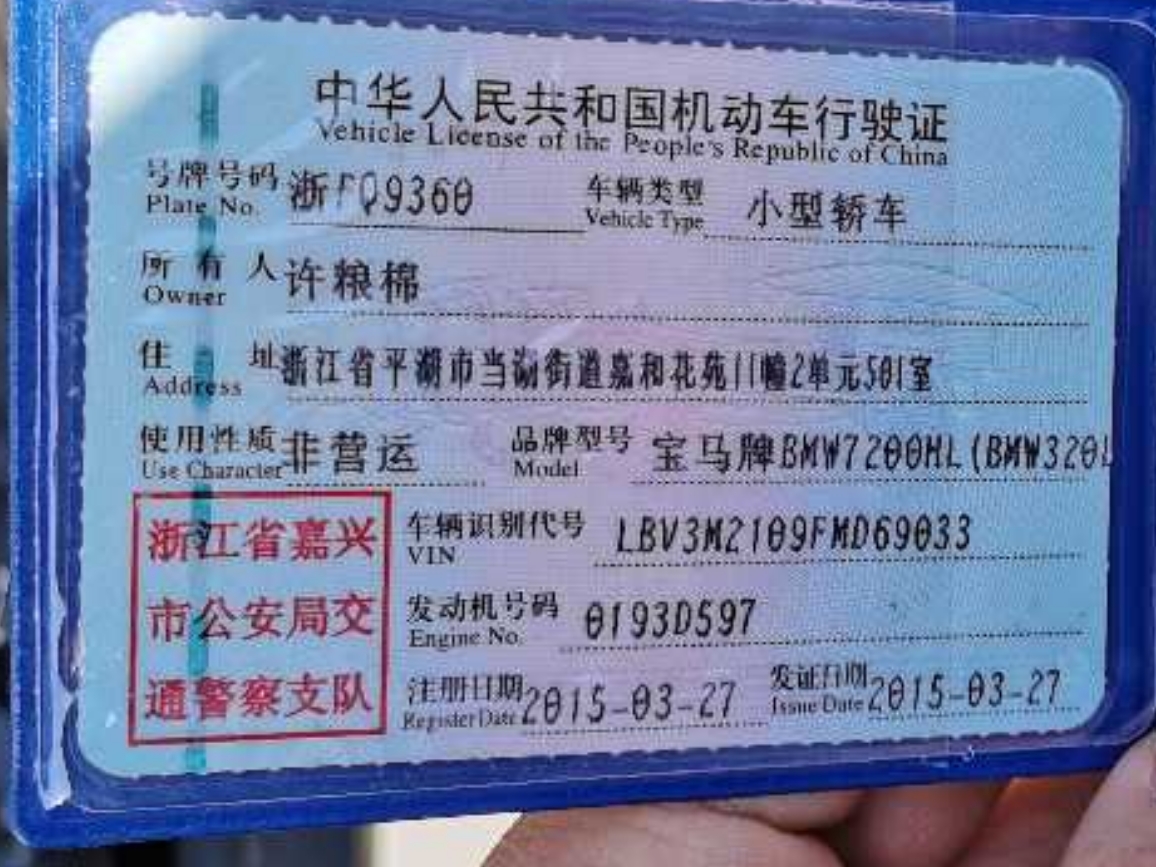 中华人民共和国机动车行驶证
Vehicle License of the People's Republic of China
号牌号码 浙FQ9360 车辆类型 小型轿车
Plate No. Vehicle Type
所有人 许粮棉
Owner
住址 浙江省平湖市当湖街道嘉和花苑11幢2单元501室
Address
使用性质 非营运 品牌型号 宝马牌BMW7200HL(BMW320L
Use Character Model
浙江省嘉兴
市公安局交
通警察支队
车辆识别代号 LBV3M2109FMD69033
VIN
发动机号码 0193D597
Engine No.
注册日期 2015-03-27 发证日期 2015-03-27
Register Date Issue Date